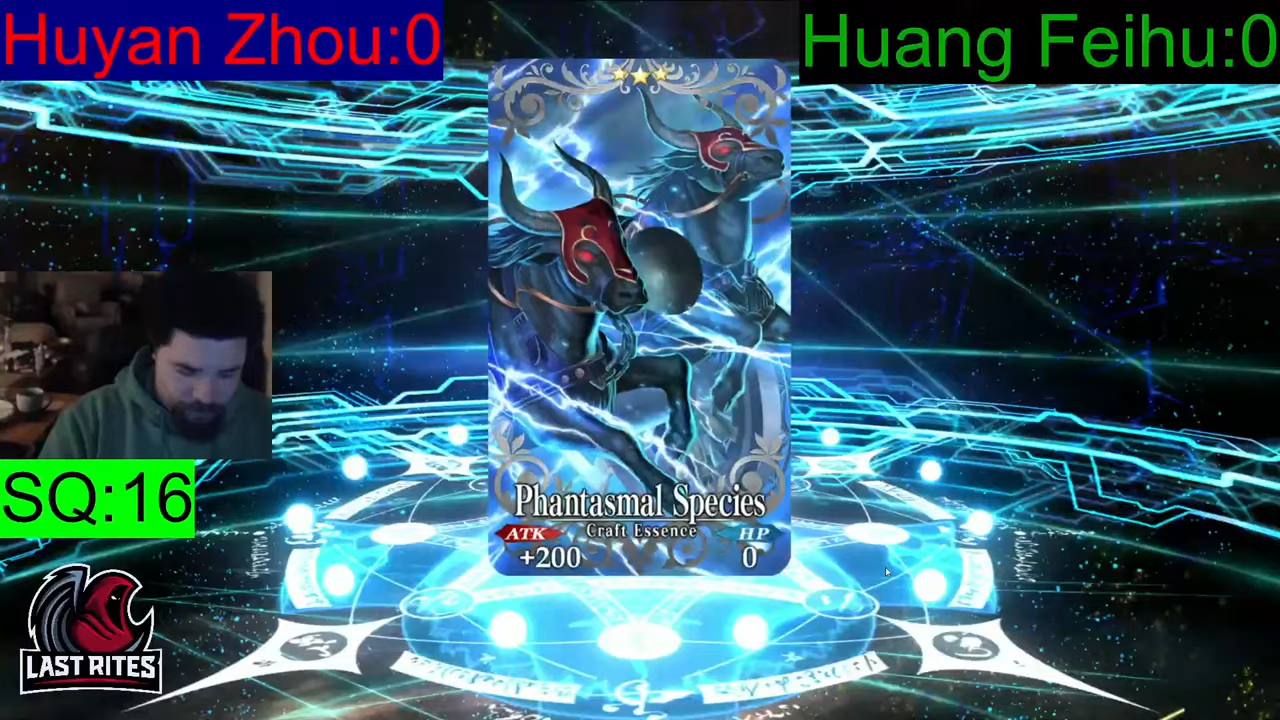 Huyan Zhou:0
Huang Feihu:0
Phantasmal Species
ATK Craft Essence HP
+200 0
SQ:16
LAST RITES